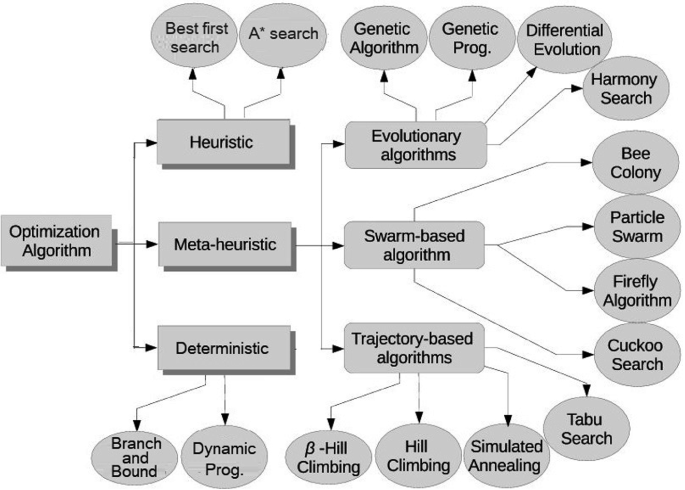 Best first
search
A* search
Genetic
Algorithm
Genetic
Prog.
Differential
Evolution
Harmony
Search
Heuristic
Evolutionary
algorithms
Bee
Colony
Optimization
Algorithm
Meta-heuristic
Swarm-based
algorithm
Particle
Swarm
Firefly
Algorithm
Deterministic
Trajectory-based
algorithms
Cuckoo
Search
Branch
and
Bound
Dynamic
Prog.
β -Hill
Climbing
Hill
Climbing
Simulated
Annealing
Tabu
Search